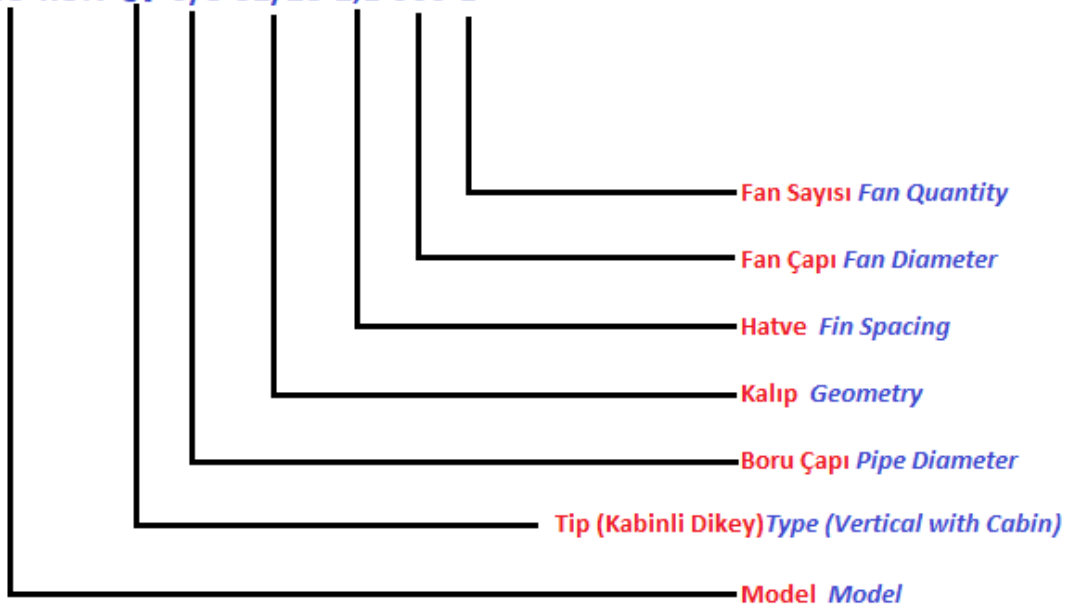 Fan Sayısı Fan Quantity
Fan Çapı Fan Diameter
Hatve Fin Spacing
Kalıp Geometry
Boru Çapı Pipe Diameter
Tip (Kabinli Dikey)Type (Vertical with Cabin)
Model Model